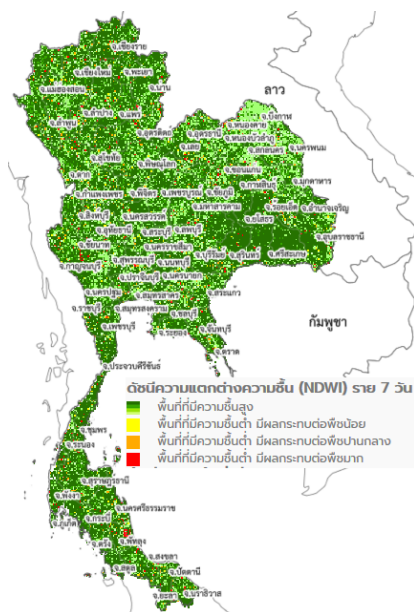 จ.เชียงราย
จ.เชียงใหม่
จ.พะเยา
จ.แม่ฮ่องสอน
จ.น่าน
จ.ลำปาง
จ.แพร่
จ.ลำพูน
จ.อุตรดิตถ์
ลาว
จ.บึงกาฬ
จ.หนองคาย
จ.อุดรธานี
จ.หนองบัวลำภู
จ.เลย
จ.สกลนคร
จ.นครพนม
จ.สุโขทัย
จ.พิษณุโลก
จ.ขอนแก่น
จ.ตาก
จ.กาฬสินธุ์
จ.มุกดาหาร
จ.กำแพงเพชร
จ.พิจิตร
จ.เพชรบูรณ์
จ.ชัยภูมิ
จ.มหาสารคาม
จ.ร้อยเอ็ด
จ.อำนาจเจริญ
จ.สิงห์บุรี
จ.นครสวรรค์
จ.ยโสธร
จ.อุทัยธานี
จ.สระบุรี
จ.ลพบุรี
จ.อุบลราชธานี
จ.ชัยนาท
จ.นครราชสีมา
จ.บุรีรัมย์
จ.สุรินทร์
จ.ศรีสะเกษ
จ.กาญจนบุรี
จ.สุพรรณบุรี
จ.นนทบุรี
จ.ปราจีนบุรี
จ.นครนายก
จ.นครปฐม
จ.สมุทรสาคร
จ.สระแก้ว
จ.ราชบุรี
จ.สมุทรสงคราม
จ.ชลบุรี
จ.เพชรบุรี
จ.ระยอง
จ.จันทบุรี
กัมพูชา
จ.ตราด
จ.ประจวบคีรีขันธ์
ดัชนีความแตกต่างความชื้น (NDWI) ราย 7 วัน
พื้นที่ที่มีความชื้นสูง
พื้นที่ที่มีความชื้นต่ำ มีผลกระทบต่อพืชน้อย
พื้นที่ที่มีความชื้นต่ำ มีผลกระทบต่อพืชปานกลาง
พื้นที่ที่มีความชื้นต่ำ มีผลกระทบต่อพืชมาก
จ.ชุมพร
จ.ระนอง
จ.สุราษฎร์ธานี
จ.พังงา
จ.นครศรีธรรมราช
จ.ภูเก็ต
จ.กระบี่
จ.ตรัง
จ.พัทลุง
จ.สงขลา
จ.สตูล
จ.ปัตตานี
จ.ยะลา
จ.นราธิวาส